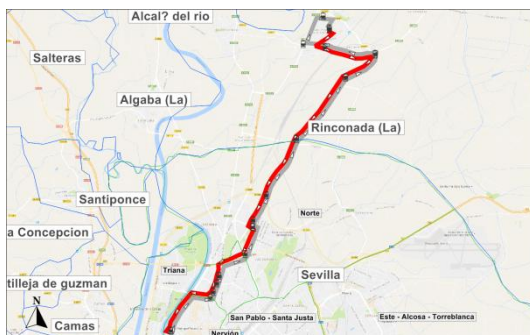 Alcal? del rio
Salteras
Algaba (La)
Rinconada (La)
Santiponce
Norte
a Concepcion
Triana
Sevilla
tilleja de guzman
Este - Alcosa - Torreblanca
San Pablo - Santa Justa
N
Camas
Nervión